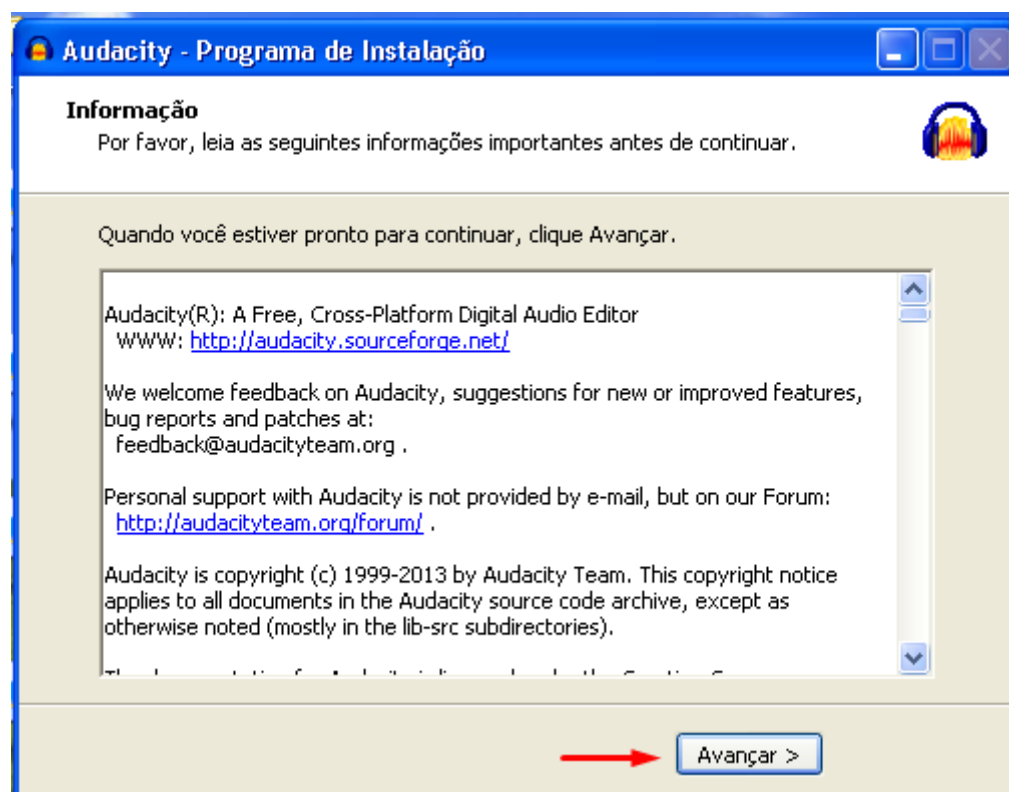 Audacity - Programa de Instalação
Informação
Por favor, leia as seguintes informações importantes antes de continuar.
Quando você estiver pronto para continuar, clique Avançar.
Audacity(R): A Free, Cross-Platform Digital Audio Editor
WWW: http://audacity.sourceforge.net/
We welcome feedback on Audacity, suggestions for new or improved features,
bug reports and patches at:
feedback@audacityteam.org .
Personal support with Audacity is not provided by e-mail, but on our Forum:
http://audacityteam.org/forum/ .
Audacity is copyright (c) 1999-2013 by Audacity Team. This copyright notice
applies to all documents in the Audacity source code archive, except as
otherwise noted (mostly in the lib-src subdirectories).
Avançar >